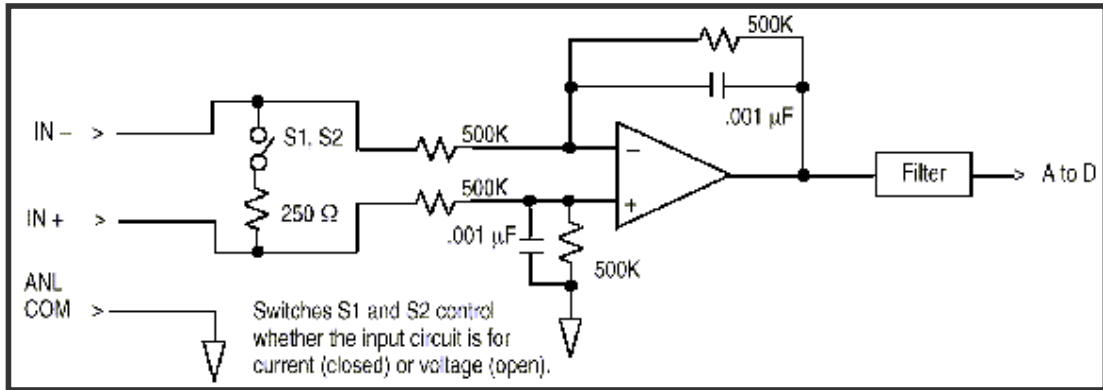 500K
.001 µF
IN –
S1, S2
500K
–
Filter
A to D
500K
IN +
250 Ω
+
.001 µF
500K
ANL
COM
Switches S1 and S2 control
whether the input circuit is for
current (closed) or voltage (open).